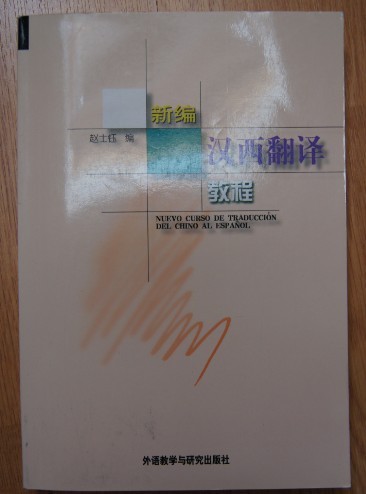 新编
赵士钰 编
汉西翻译
教程
NUEVO CURSO DE TRADUCCIÓN
DEL CHINO AL ESPAÑOL
外语教学与研究出版社